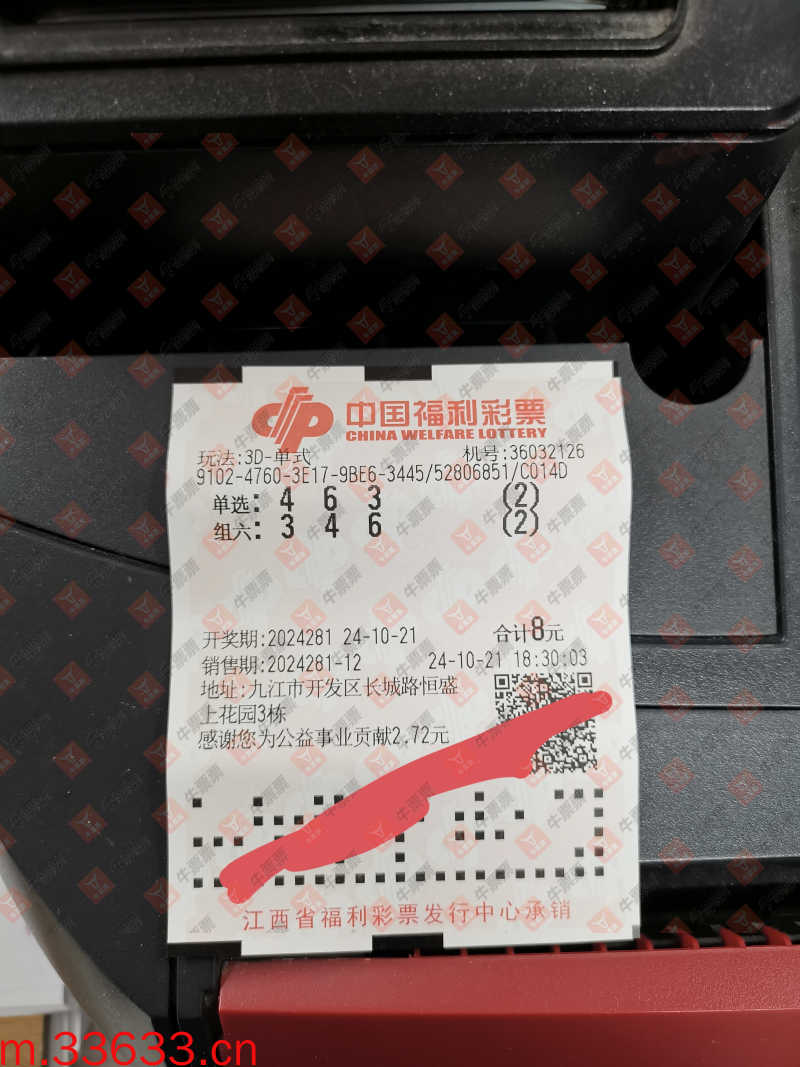 中国福利彩票
CHINA WELFARE LOTTERY
玩法:3D-单式 机号:36032126
9102-4760-3E17-9BE6-3445/52806851/C014D
单选: 4 6 3 (2)
组六: 3 4 6 (2)
开奖期:2024281 24-10-21 合计8元
销售期:2024281-12 24-10-21 18:30:03
地址:九江市开发区长城路恒盛
上花园3栋
感谢您为公益事业贡献2.72元
江西省福利彩票发行中心承销
牛票票
m.33633.cn